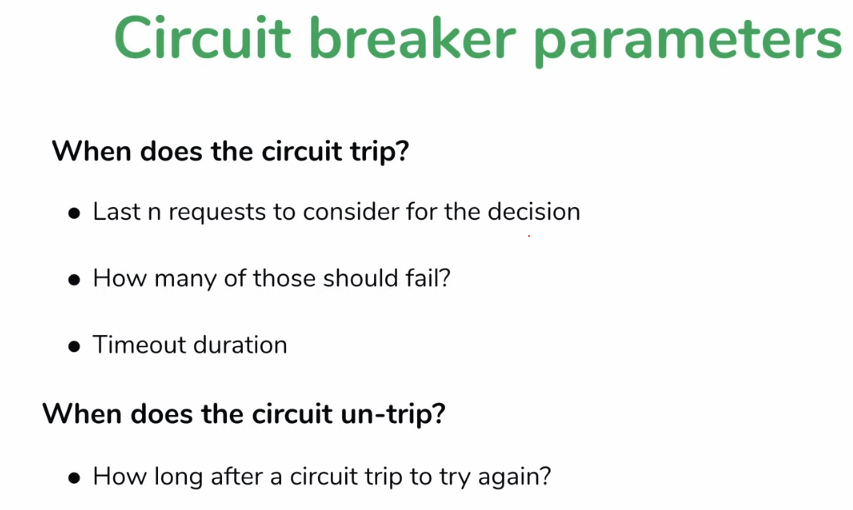 Circuit breaker parameters
When does the circuit trip?
● Last n requests to consider for the decision
● How many of those should fail?
● Timeout duration
When does the circuit un-trip?
● How long after a circuit trip to try again?